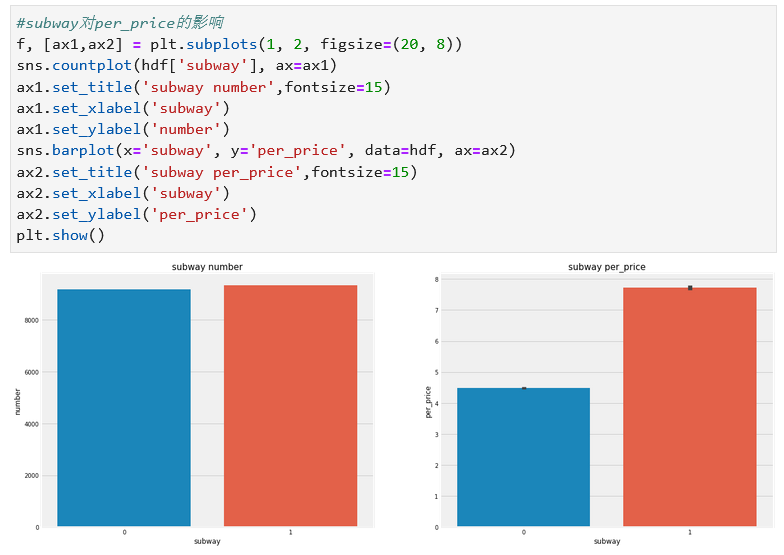 #subway对per_price的影响
f, [ax1,ax2] = plt.subplots(1, 2, figsize=(20, 8))
sns.countplot(hdf['subway'], ax=ax1)
ax1.set_title('subway number',fontsize=15)
ax1.set_xlabel('subway')
ax1.set_ylabel('number')
sns.barplot(x='subway', y='per_price', data=hdf, ax=ax2)
ax2.set_title('subway per_price',fontsize=15)
ax2.set_xlabel('subway')
ax2.set_ylabel('per_price')
plt.show()
subway number
8000
6000
4000
2000
0
number
0 1
subway
subway per_price
8
7
6
5
4
3
2
1
0
per_price
0 1
subway